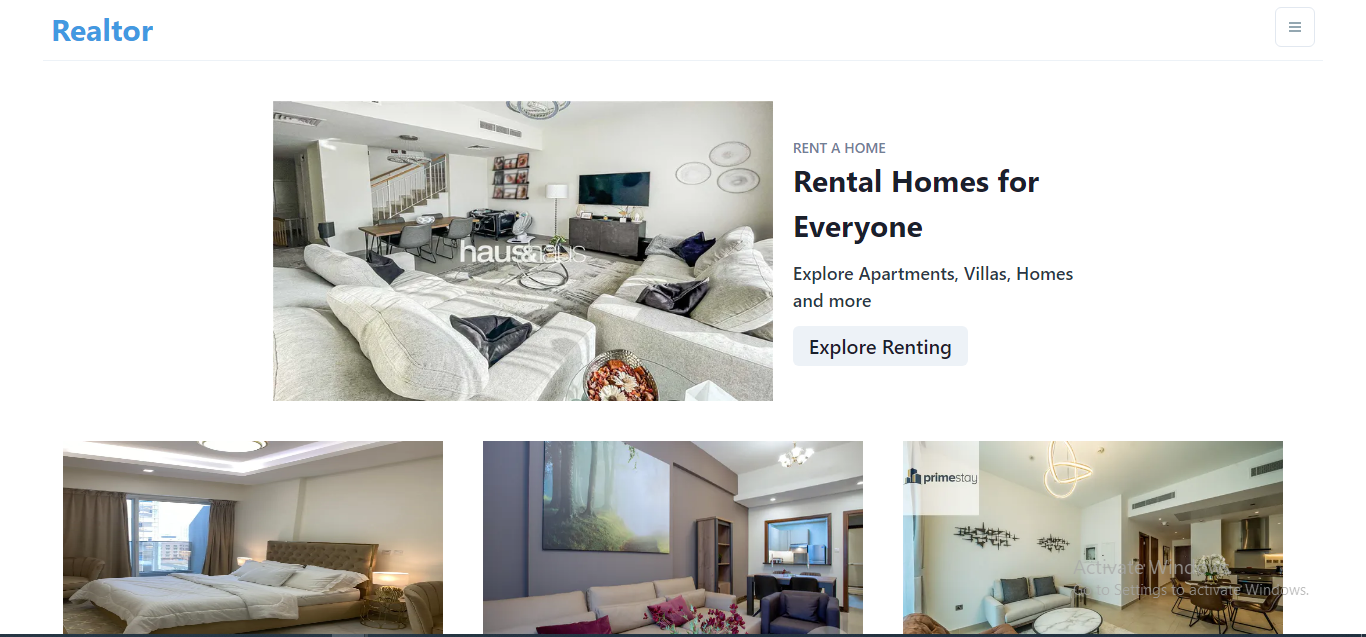 Realtor
RENT A HOME
Rental Homes for
Everyone
Explore Apartments, Villas, Homes
and more
Explore Renting
haus&haus
primestay
Activate Windows
Go to Settings to activate Windows.